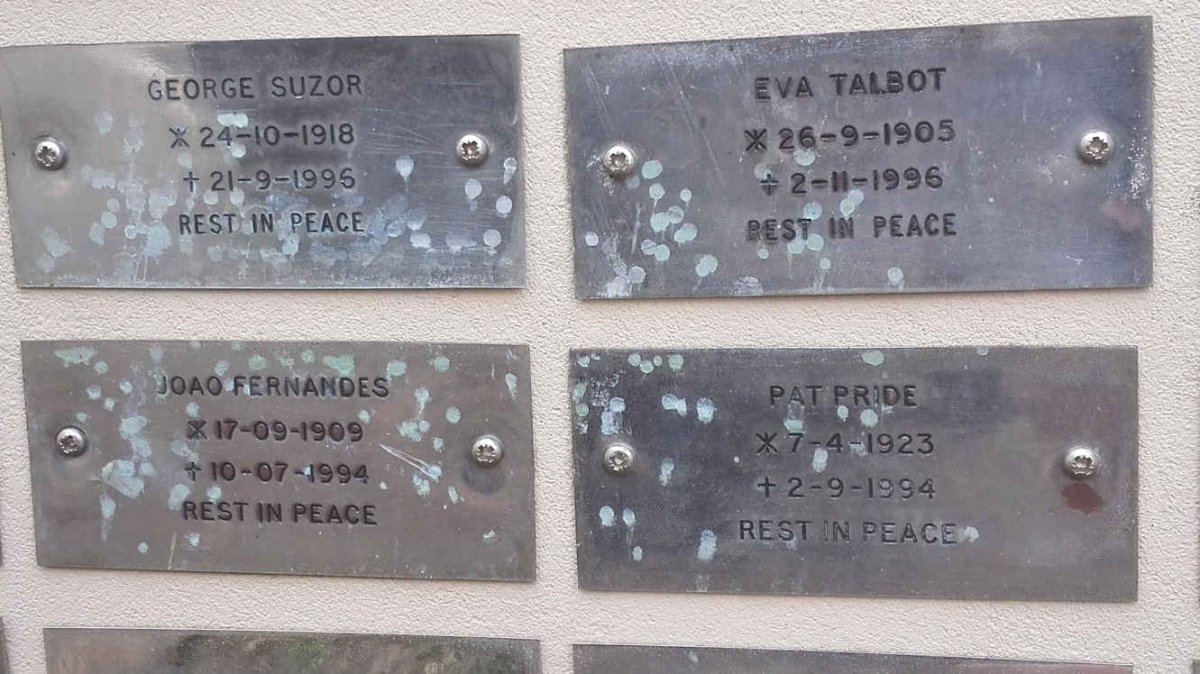 GEORGE SUZOR
⚹ 24-10-1918
† 21-9-1996
REST IN PEACE
EVA TALBOT
⚹ 26-9-1905
† 2-11-1996
REST IN PEACE
JOAO FERNANDES
⚹ 17-09-1909
† 10-07-1994
REST IN PEACE
PAT PRIDE
⚹ 7-4-1923
† 2-9-1994
REST IN PEACE